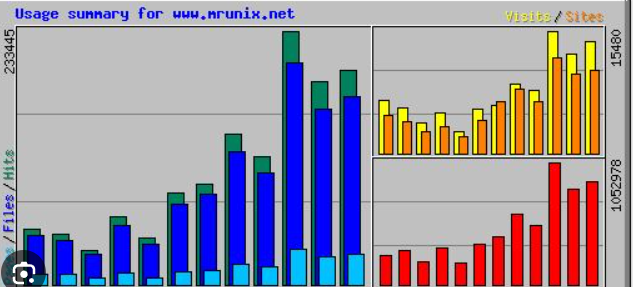 Usage summary for www.mrunix.net
Visits / Sites
233445
/ Files / Hits
15480
1052978